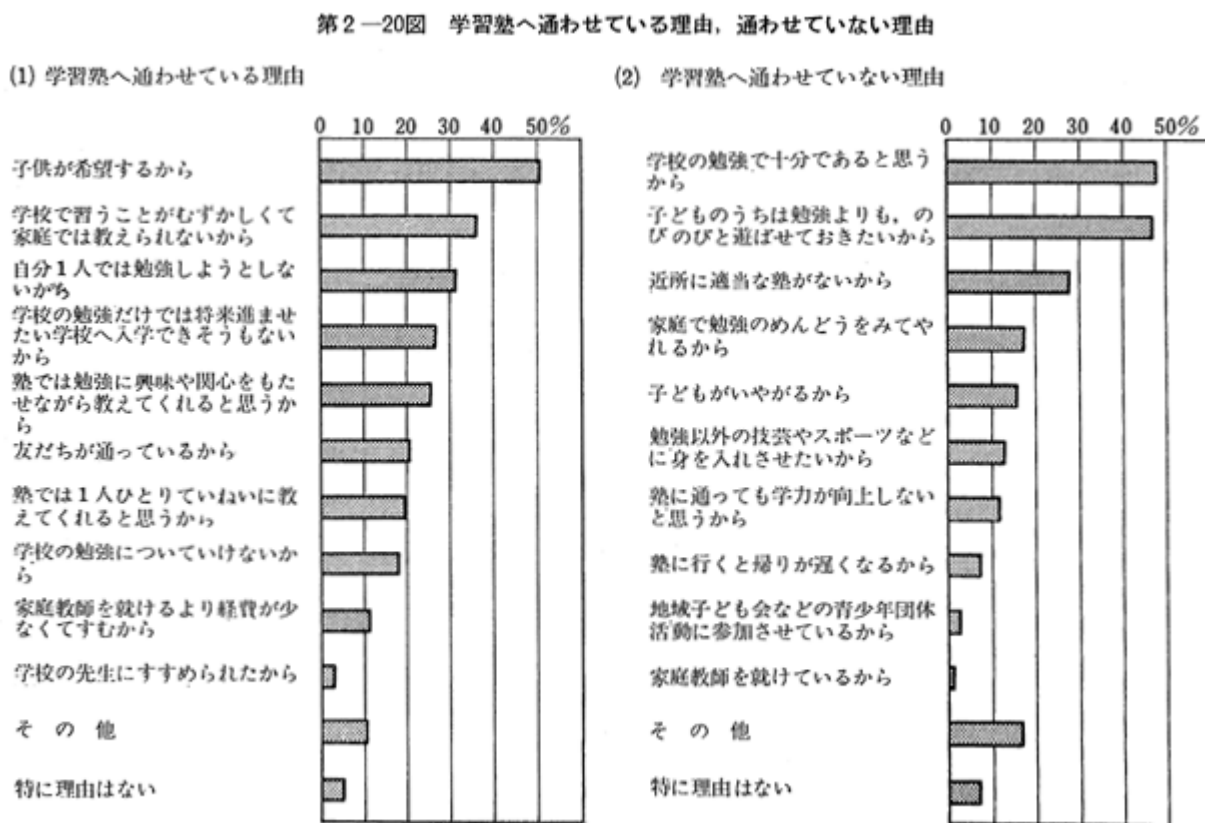 第2―20図 学習塾へ通わせている理由,通わせていない理由
(1) 学習塾へ通わせている理由
0 10 20 30 40 50%
子供が希望するから
学校で習うことがむずかしくて
家庭では教えられないから
自分1人では勉強しようとしな
いがち
学校の勉強だけでは将来進ませ
たい学校へ入学できそうもない
から
塾では勉強に興味や関心をもた
せながら教えてくれると思うか
ら
友だちが通っているから
塾では1人ひとりていねいに教
えてくれると思うから
学校の勉強についていけないか
ら
家庭教師を就けるより経費が少
なくてすむから
学校の先生にすすめられたから
その他
特に理由はない
(2) 学習塾へ通わせていない理由
0 10 20 30 40 50%
学校の勉強で十分であると思う
から
子どものうちは勉強よりも,の
びのびと遊ばせておきたいから
近所に適当な塾がないから
家庭で勉強のめんどうをみてや
れるから
子どもがいやがるから
勉強以外の技芸やスポーツなど
に身を入れさせたいから
塾に通っても学力が向上しない
と思うから
塾に行くと帰りが遅くなるから
地域子ども会などの青少年団体
活動に参加させているから
家庭教師を就けているから
その他
特に理由はない